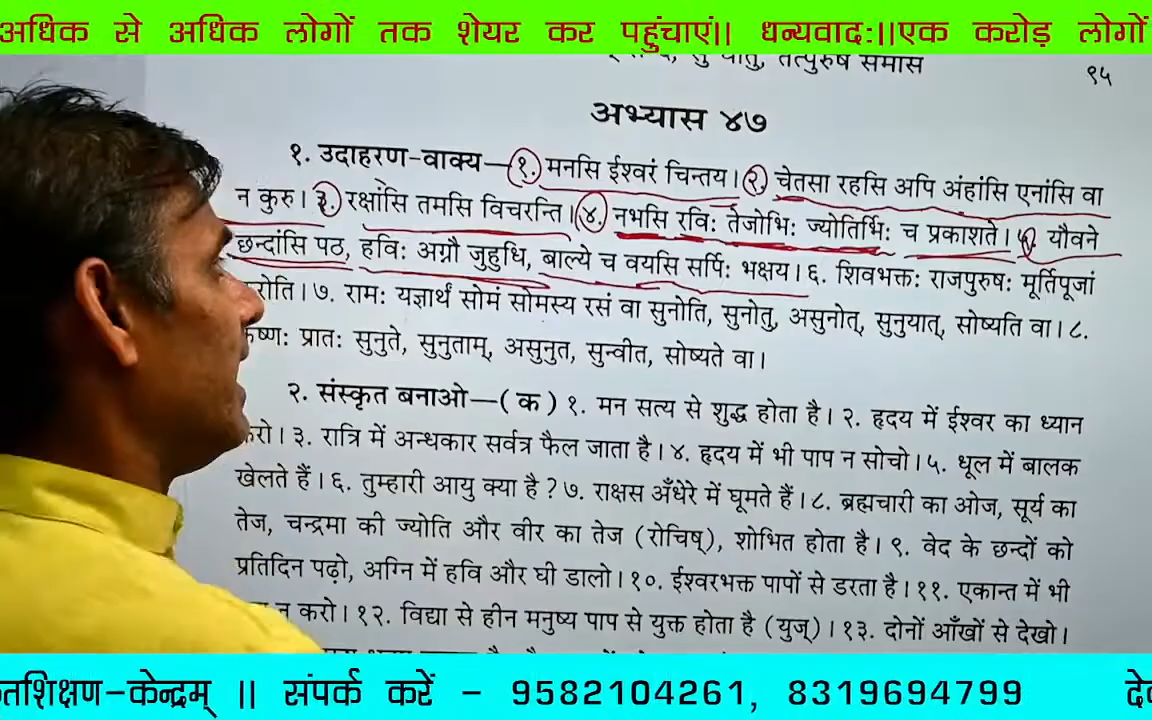 अधिक से अधिक लोगों तक शेयर कर पहुंचाएं।। धन्यवादः।।एक करोड़ लोगों
तत्पुरुष समास ९५
अभ्यास ४७
१. उदाहरण-वाक्य—१. मनसि ईश्वरं चिन्तय। २. चेतसा रहसि अपि अंहांसि एनांसि वा
न कुरु। ३. रक्षांसि तमसि विचरन्ति। ४. नभसि रविः तेजोभिः ज्योतिर्भिः च प्रकाशते। ५. यौवने
छन्दांसि पठ, हविः अग्नौ जुहुधि, बाल्ये च वयसि सर्पिः भक्षय। ६. शिवभक्तः राजपुरुषः मूर्तिपूजां
७. रामः यज्ञार्थं सोमं सोमस्य रसं वा सुनोति, सुनोतु, असुनोत्, सुनुयात्, सोष्यति वा। ८.
प्रातः सुनुते, सुनुताम्, असुनुत, सुन्वीत, सोष्यते वा।
२. संस्कृत बनाओ—(क) १. मन सत्य से शुद्ध होता है। २. हृदय में ईश्वर का ध्यान
३. रात्रि में अन्धकार सर्वत्र फैल जाता है। ४. हृदय में भी पाप न सोचो। ५. धूल में बालक
खेलते हैं। ६. तुम्हारी आयु क्या है? ७. राक्षस अँधेरे में घूमते हैं। ८. ब्रह्मचारी का ओज, सूर्य का
तेज, चन्द्रमा की ज्योति और वीर का तेज (रोचिष्), शोभित होता है। ९. वेद के छन्दों को
प्रतिदिन पढ़ो, अग्नि में हवि और घी डालो। १०. ईश्वरभक्त पापों से डरता है। ११. एकान्त में भी
न करो। १२. विद्या से हीन मनुष्य पाप से युक्त होता है (युज्)। १३. दोनों आँखों से देखो।
तशिक्षण-केन्द्रम् || संपर्क करें - 9582104261, 8319694799